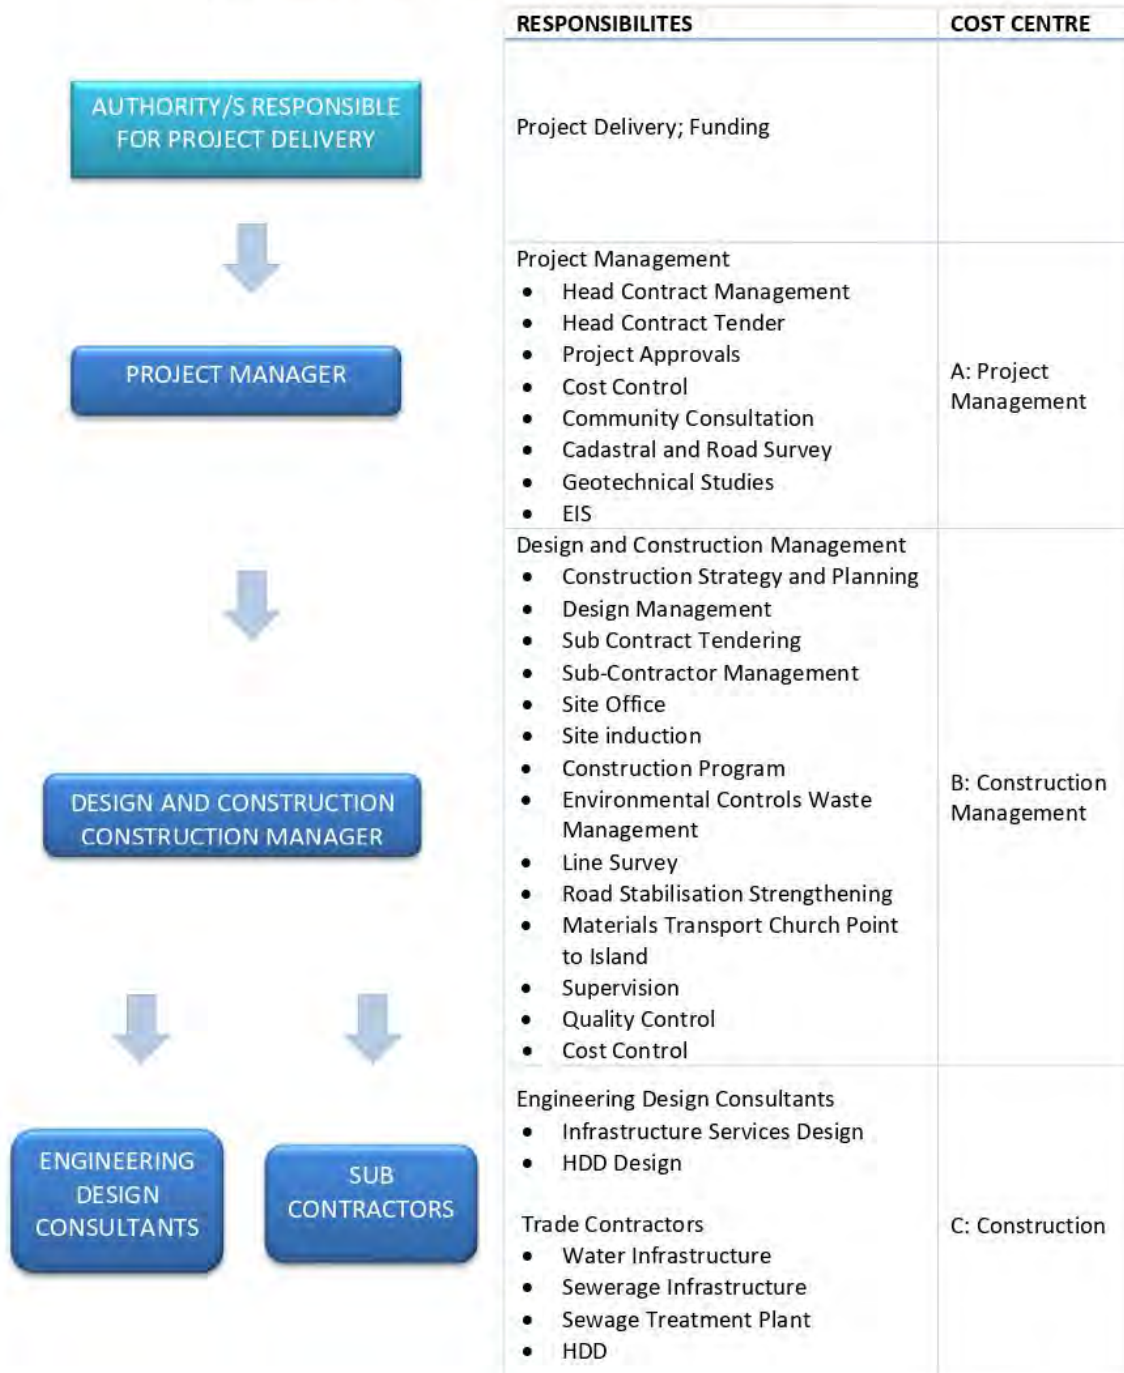 RESPONSIBILITES
COST CENTRE
AUTHORITY/S RESPONSIBLE
FOR PROJECT DELIVERY
Project Delivery; Funding
PROJECT MANAGER
Project Management
• Head Contract Management
• Head Contract Tender
• Project Approvals
• Cost Control
• Community Consultation
• Cadastral and Road Survey
• Geotechnical Studies
• EIS
A: Project
Management
DESIGN AND CONSTRUCTION
CONSTRUCTION MANAGER
Design and Construction Management
• Construction Strategy and Planning
• Design Management
• Sub Contract Tendering
• Sub-Contractor Management
• Site Office
• Site induction
• Construction Program
• Environmental Controls Waste
Management
• Line Survey
• Road Stabilisation Strengthening
• Materials Transport Church Point
to Island
• Supervision
• Quality Control
• Cost Control
B: Construction
Management
ENGINEERING
DESIGN
CONSULTANTS
SUB
CONTRACTORS
Engineering Design Consultants
• Infrastructure Services Design
• HDD Design
Trade Contractors
• Water Infrastructure
• Sewerage Infrastructure
• Sewage Treatment Plant
• HDD
C: Construction